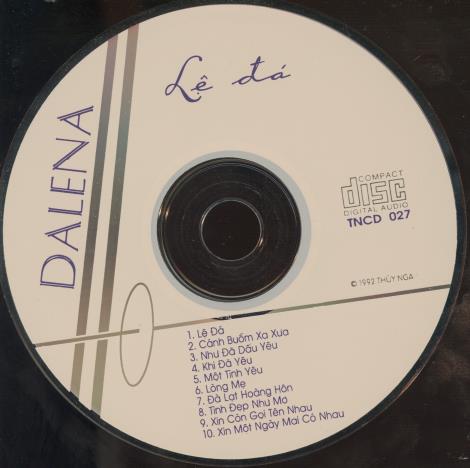 DALENA
Lệ đá
COMPACT
disc
DIGITAL AUDIO
TNCD 027
© 1992 THÚY NGA
1. Lệ Đá
2. Cánh Buồm Xa Xưa
3. Như Đã Dấu Yêu
4. Khi Đã Yêu
5. Một Tình Yêu
6. Lòng Mẹ
7. Đà Lạt Hoàng Hôn
8. Tình Đẹp Như Mơ
9. Xin Còn Gọi Tên Nhau
10. Xin Một Ngày Mai Có Nhau